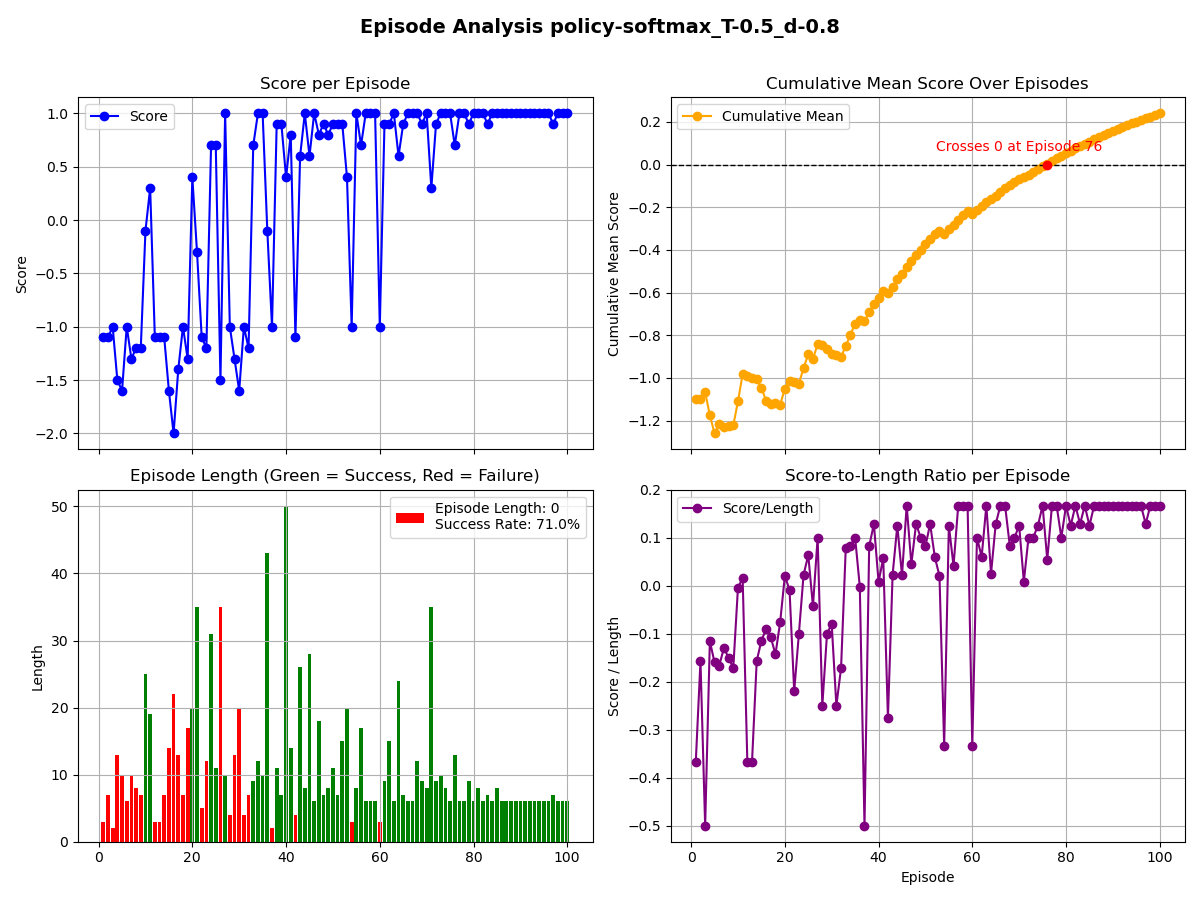 Episode Analysis policy-softmax_T-0.5_d-0.8
Score per Episode
Score
1.0
0.5
0.0
−0.5
−1.0
−1.5
−2.0
Score
Cumulative Mean Score Over Episodes
Cumulative Mean
Crosses 0 at Episode 76
0.2
0.0
−0.2
−0.4
−0.6
−0.8
−1.0
−1.2
Cumulative Mean Score
Episode Length (Green = Success, Red = Failure)
Episode Length: 0
Success Rate: 71.0%
50
40
30
20
10
0
Length
0 20 40 60 80 100
Score-to-Length Ratio per Episode
Score/Length
0.2
0.1
0.0
−0.1
−0.2
−0.3
−0.4
−0.5
Score / Length
0 20 40 60 80 100
Episode